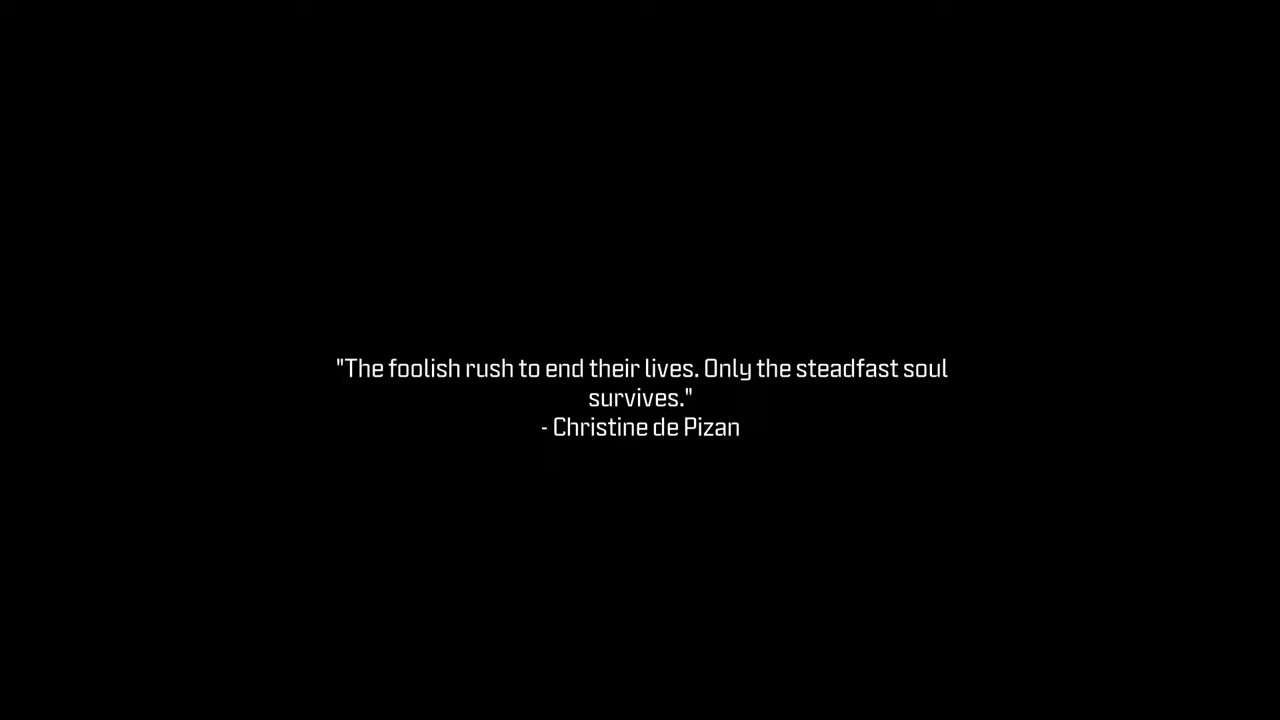 "The foolish rush to end their lives. Only the steadfast soul
survives."
- Christine de Pizan